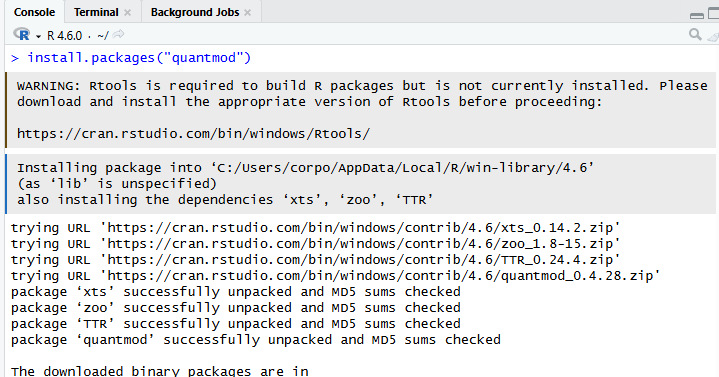 Console Terminal Background Jobs
R 4.6.0 · ~/
> install.packages("quantmod")
WARNING: Rtools is required to build R packages but is not currently installed. Please
download and install the appropriate version of Rtools before proceeding:
https://cran.rstudio.com/bin/windows/Rtools/
Installing package into ‘C:/Users/corpo/AppData/Local/R/win-library/4.6’
(as ‘lib’ is unspecified)
also installing the dependencies ‘xts’, ‘zoo’, ‘TTR’
trying URL 'https://cran.rstudio.com/bin/windows/contrib/4.6/xts_0.14.2.zip'
trying URL 'https://cran.rstudio.com/bin/windows/contrib/4.6/zoo_1.8-15.zip'
trying URL 'https://cran.rstudio.com/bin/windows/contrib/4.6/TTR_0.24.4.zip'
trying URL 'https://cran.rstudio.com/bin/windows/contrib/4.6/quantmod_0.4.28.zip'
package ‘xts’ successfully unpacked and MD5 sums checked
package ‘zoo’ successfully unpacked and MD5 sums checked
package ‘TTR’ successfully unpacked and MD5 sums checked
package ‘quantmod’ successfully unpacked and MD5 sums checked
The downloaded binary packages are in